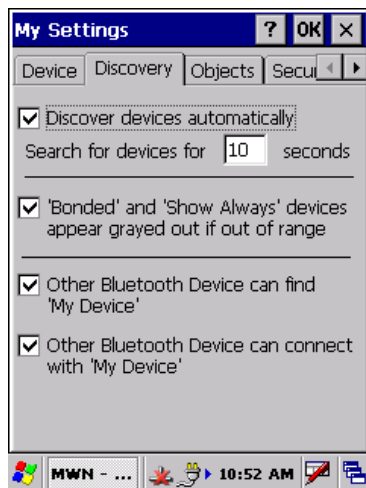 My Settings ? OK ×
Device Discovery Objects Secu
Discover devices automatically
Search for devices for 10 seconds
'Bonded' and 'Show Always' devices
appear grayed out if out of range
Other Bluetooth Device can find
'My Device'
Other Bluetooth Device can connect
with 'My Device'
MWN - ... 10:52 AM